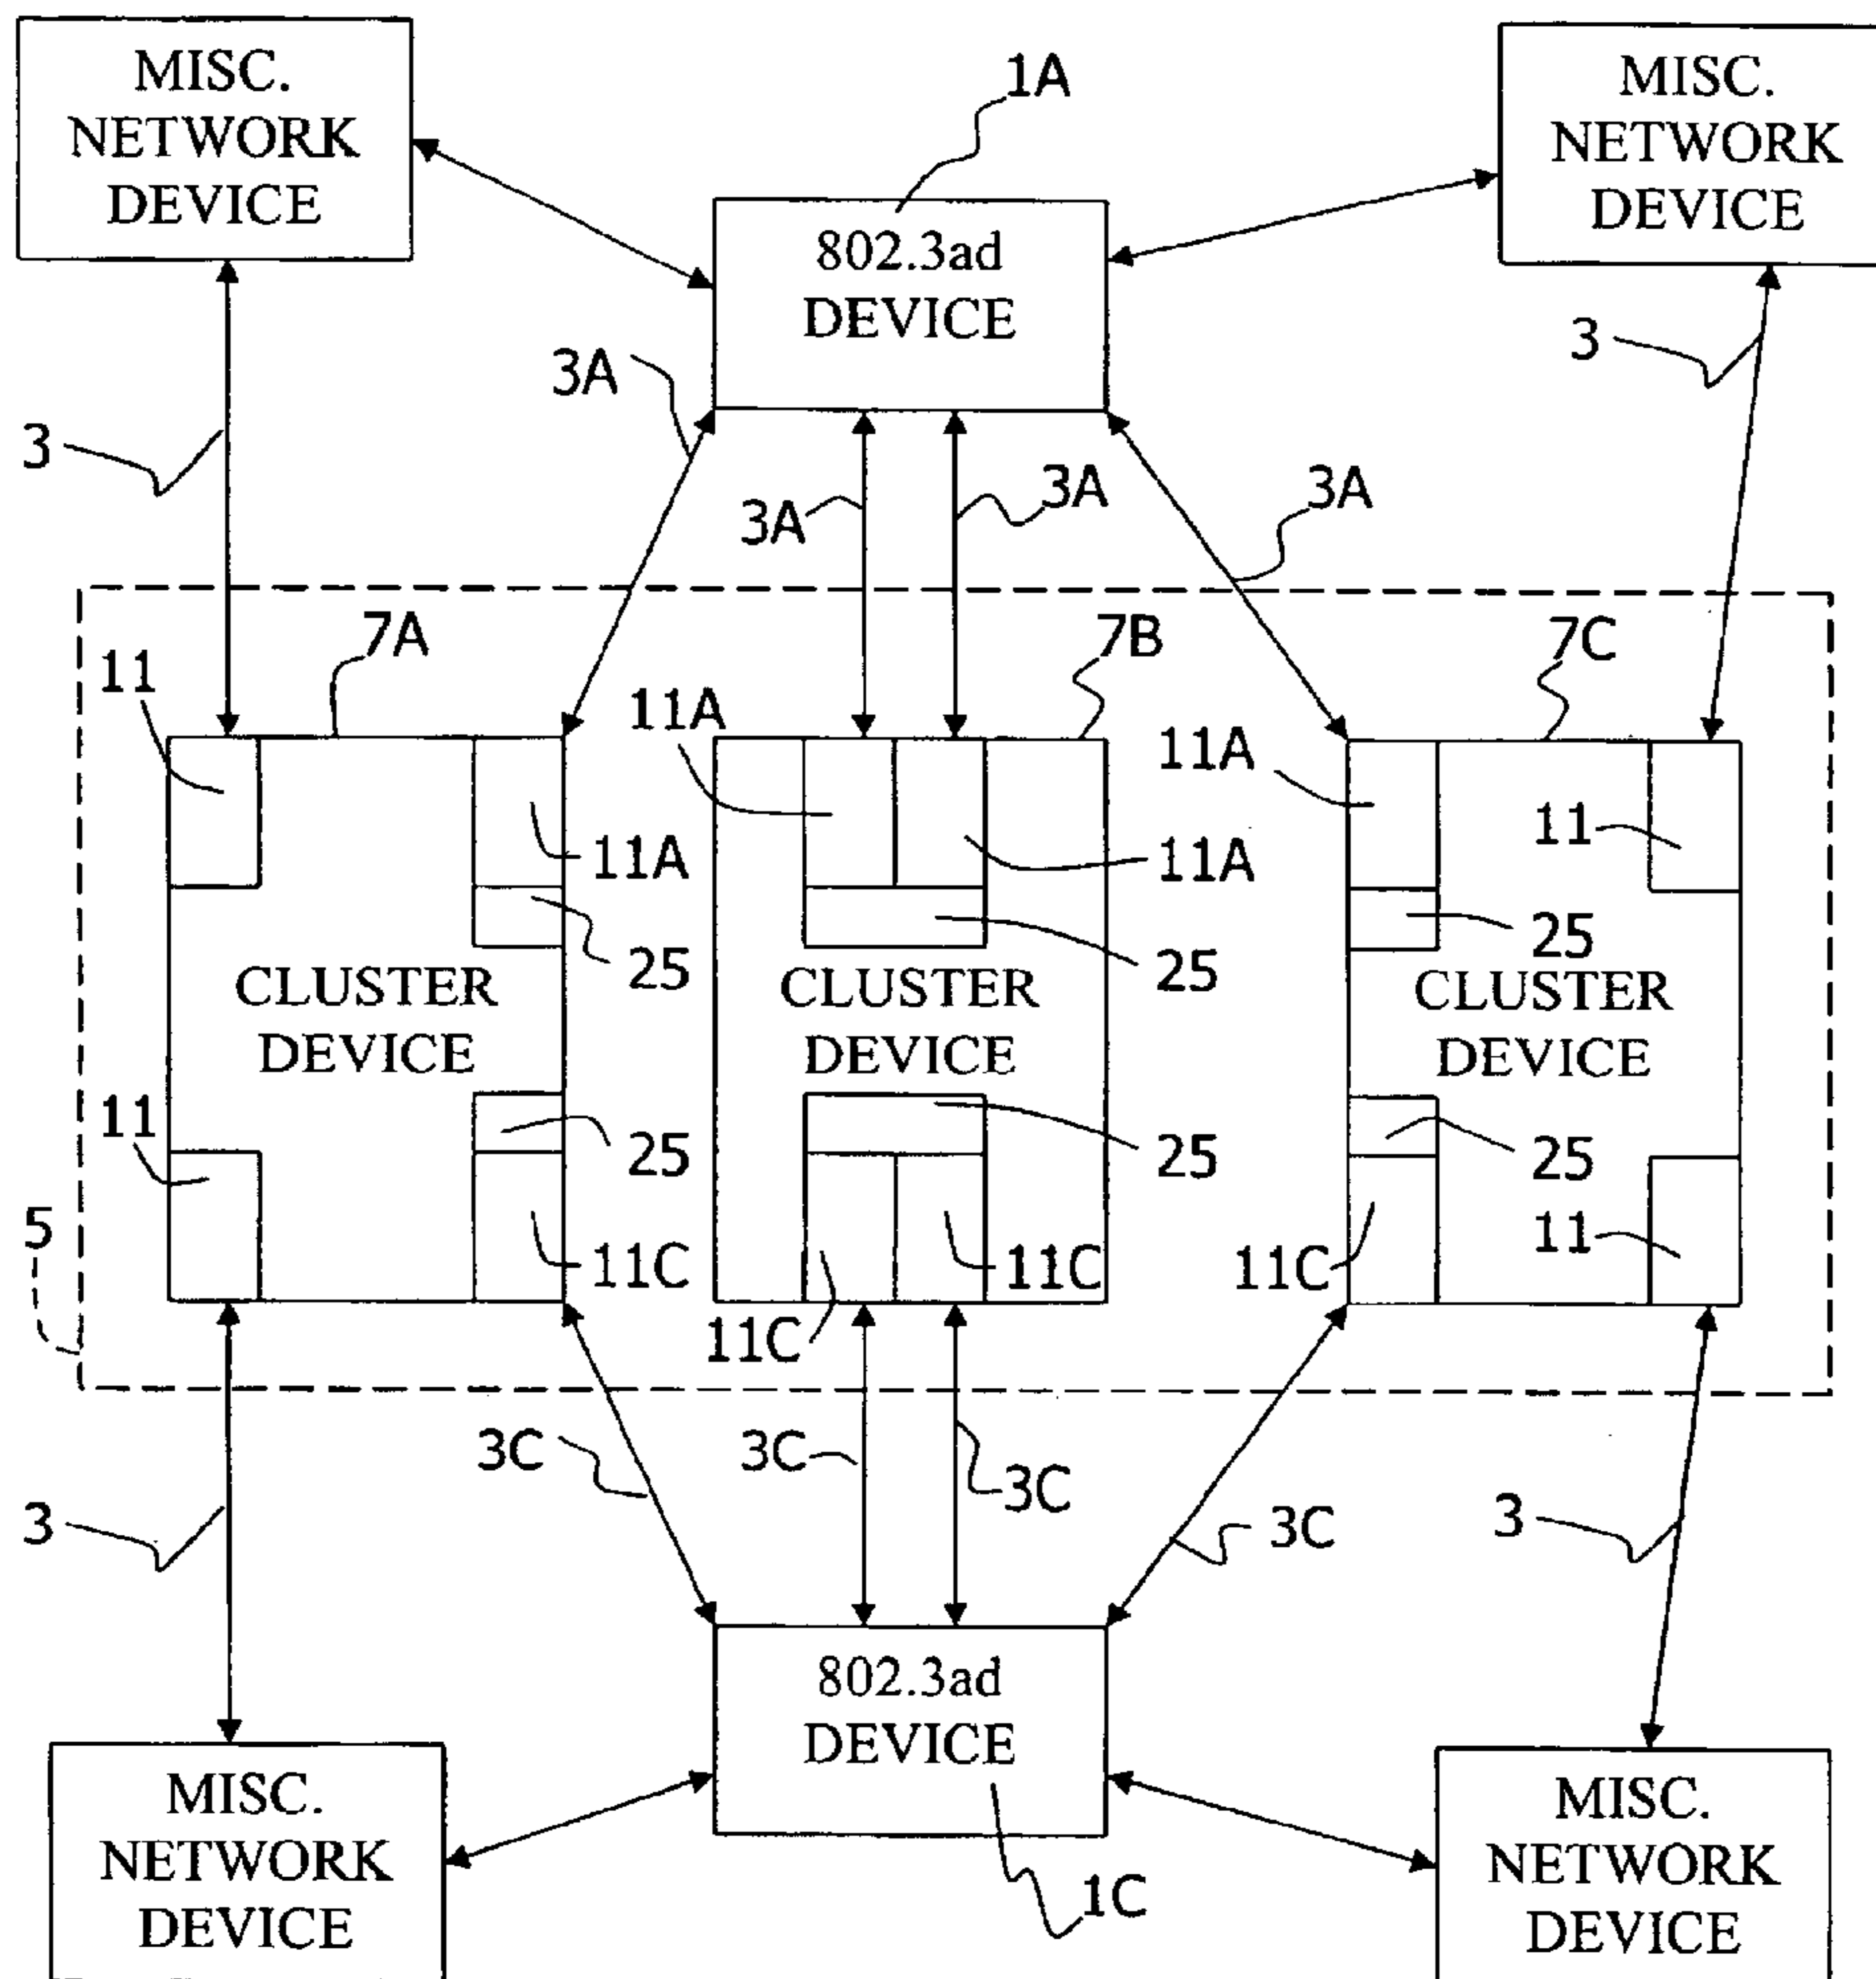 MISC.
NETWORK
DEVICE
1A
MISC.
NETWORK
DEVICE
802.3ad
DEVICE
3A
3
3
3A
3A
3A
7A
7B
7C
11
11A
11A
11A
11A
11
25
25
25
CLUSTER
DEVICE
CLUSTER
DEVICE
CLUSTER
DEVICE
11
25
25
25
5
11C
11C
11C
11C
11
3C
3C
3C
3C
3
3
802.3ad
DEVICE
MISC.
NETWORK
DEVICE
1C
MISC.
NETWORK
DEVICE